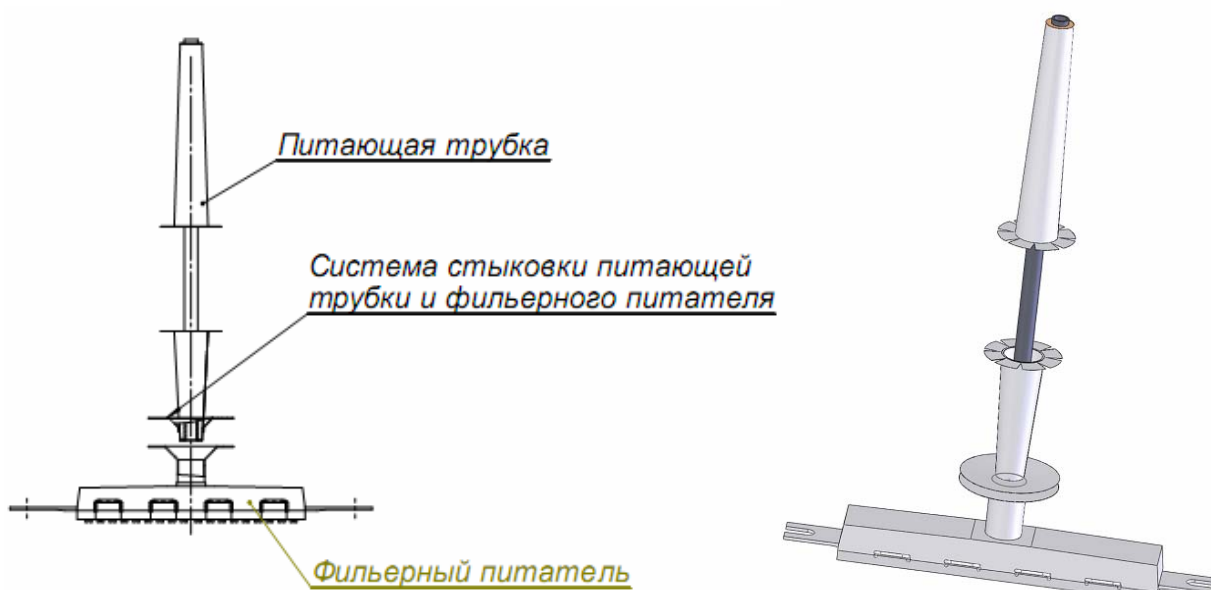 Питающая трубка
Система стыковки питающей
трубки и фильерного питателя
Фильерный питатель